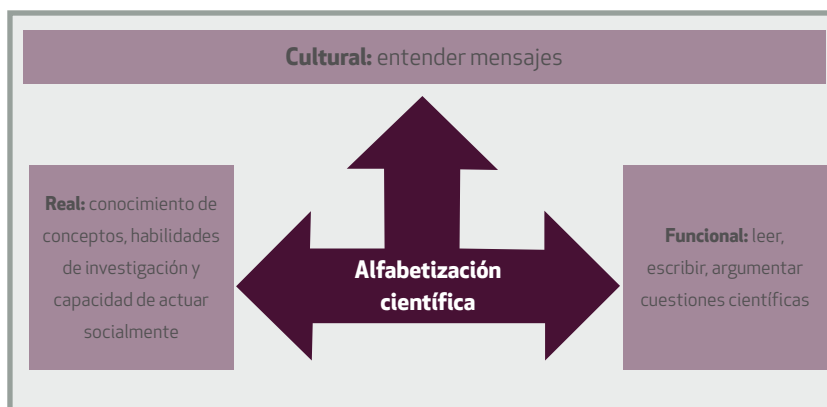 Cultural: entender mensajes
Real: conocimiento de
conceptos, habilidades
de investigación y
capacidad de actuar
socialmente
Alfabetización
científica
Funcional: leer,
escribir, argumentar
cuestiones científicas